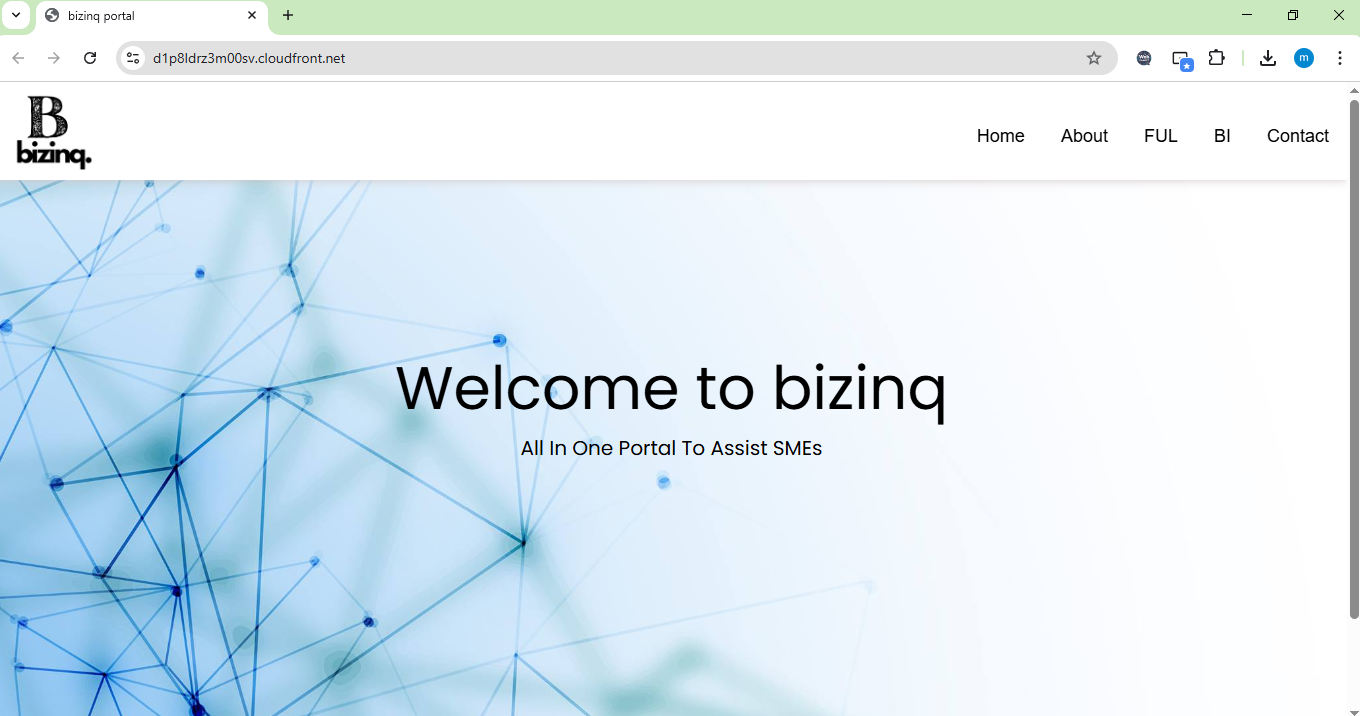 bizinq portal
d1p8ldrz3m00sv.cloudfront.net
m
B
bizinq.
Home About FUL BI Contact
Welcome to bizinq
All In One Portal To Assist SMEs